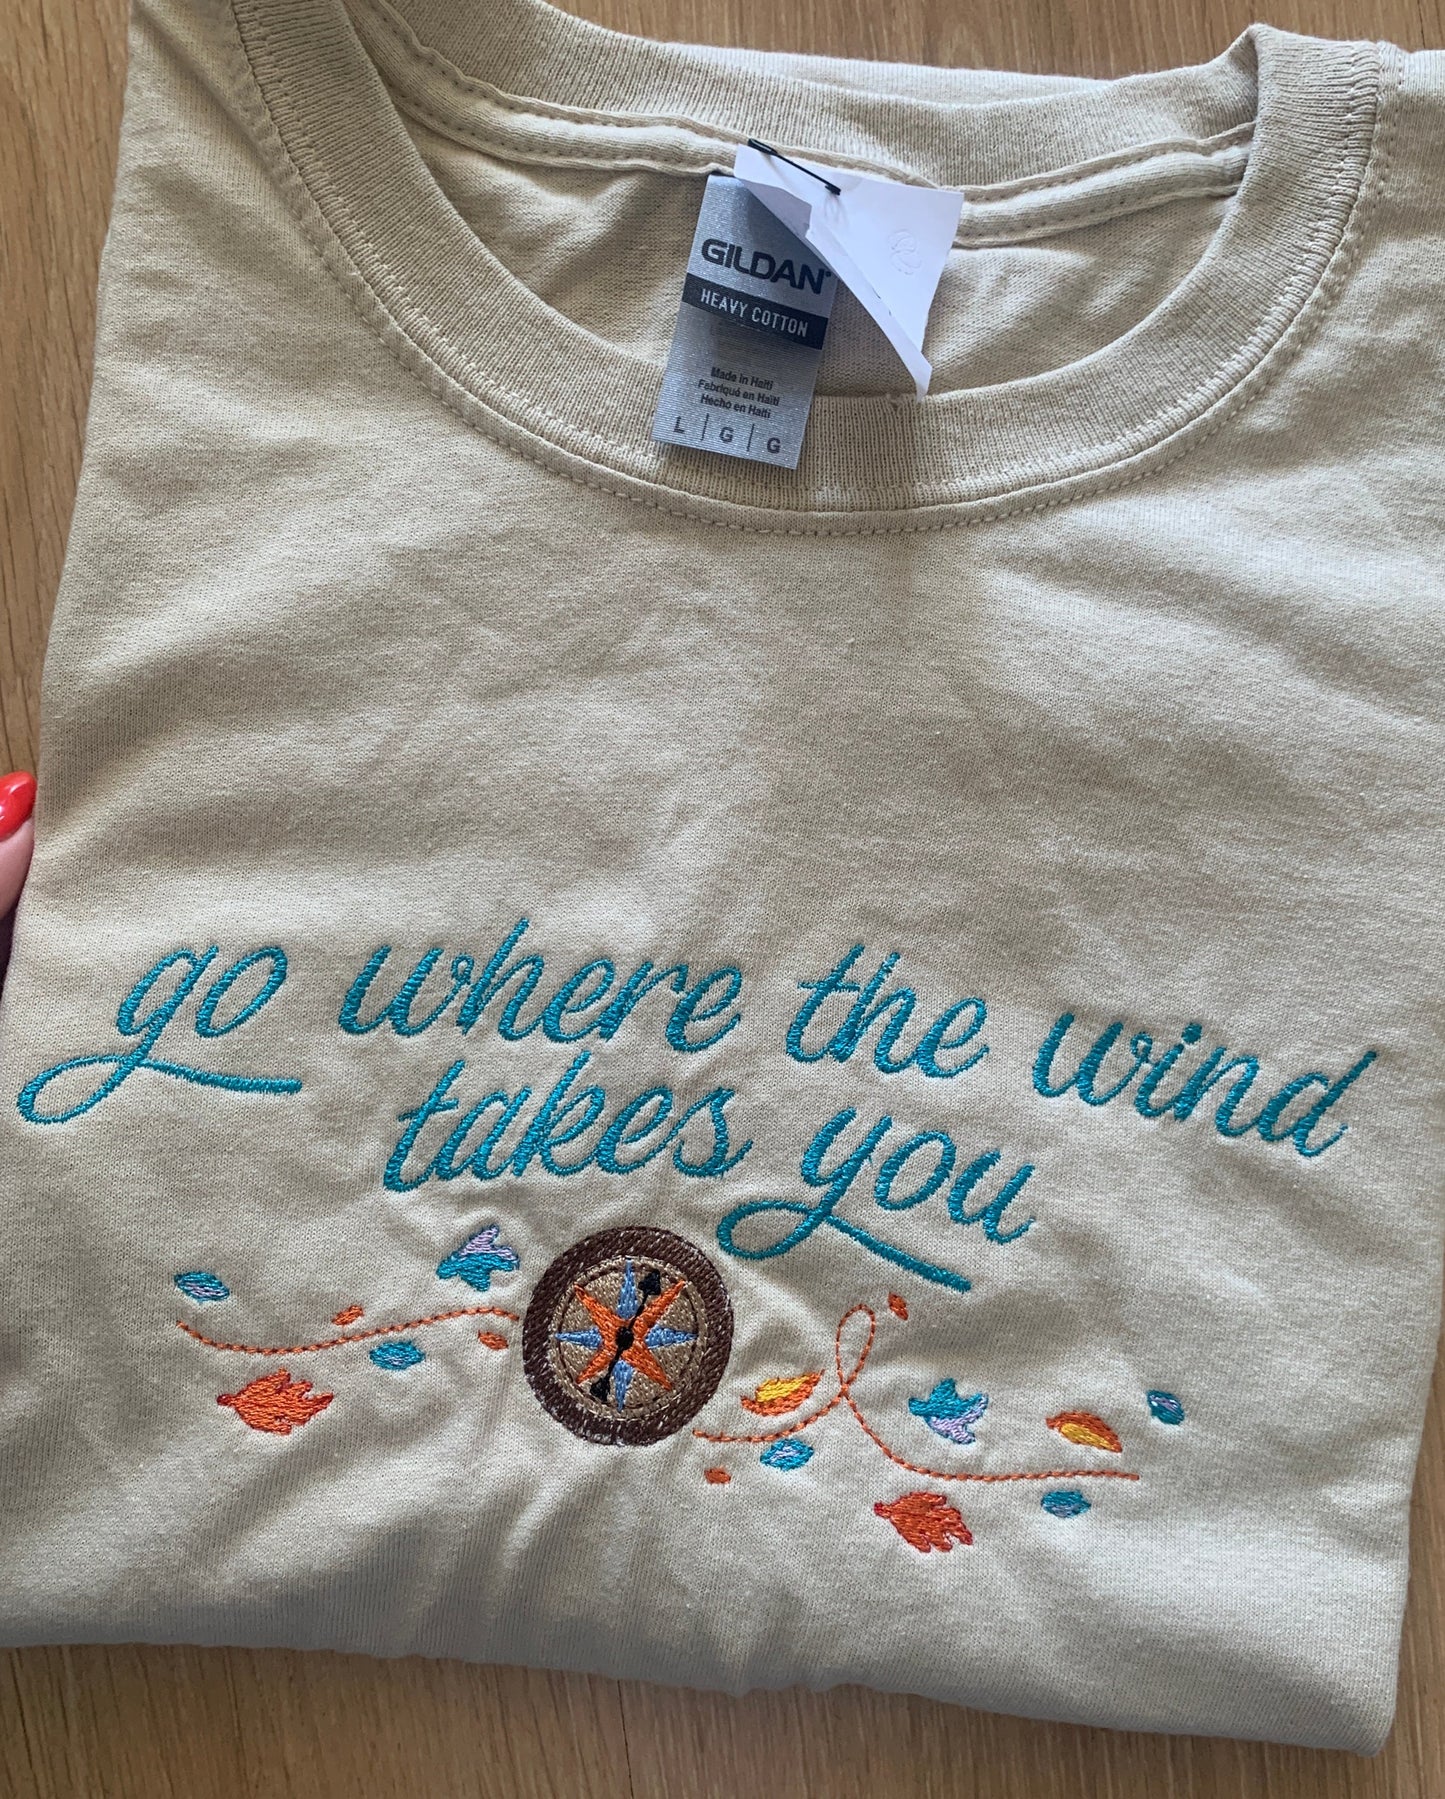 GILDAN
HEAVY COTTON
Made in Haiti
Fabriqué en Haïti
Hecho en Haití
L | G | G
go where the wind
takes you